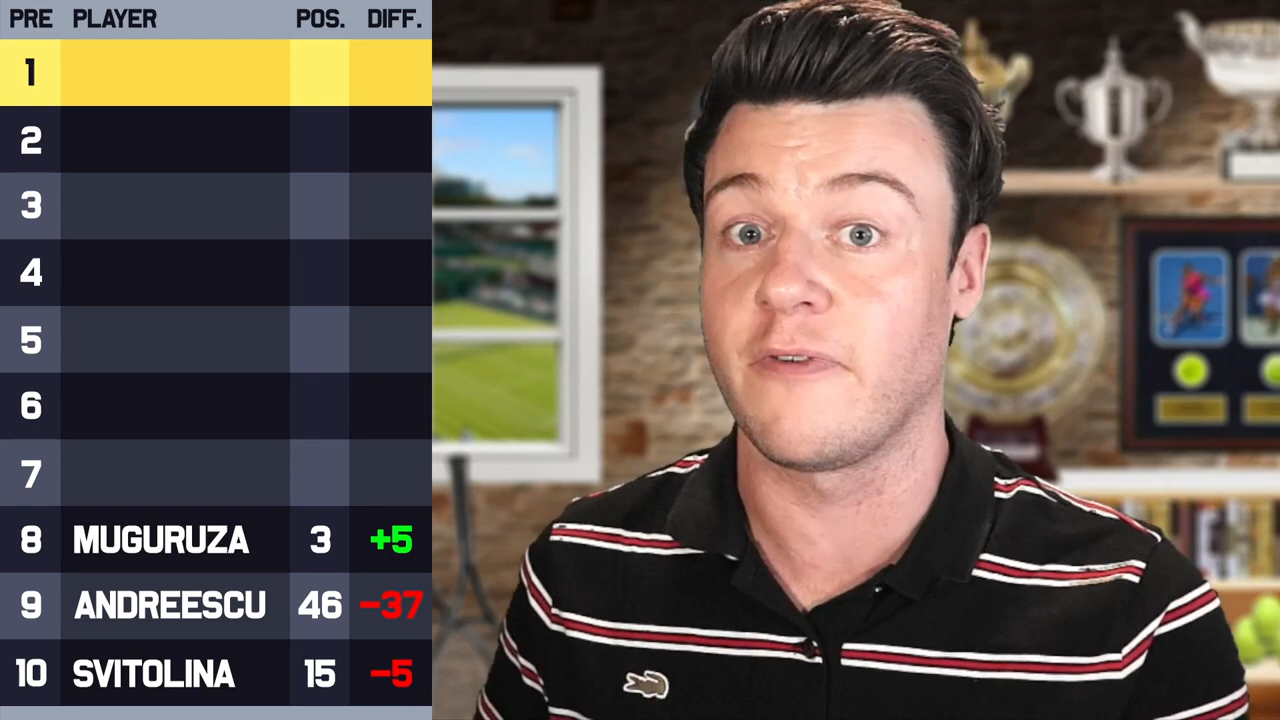 PRE PLAYER POS. DIFF.
1
2
3
4
5
6
7
8 MUGURUZA 3 +5
9 ANDREESCU 46 -37
10 SVITOLINA 15 -5